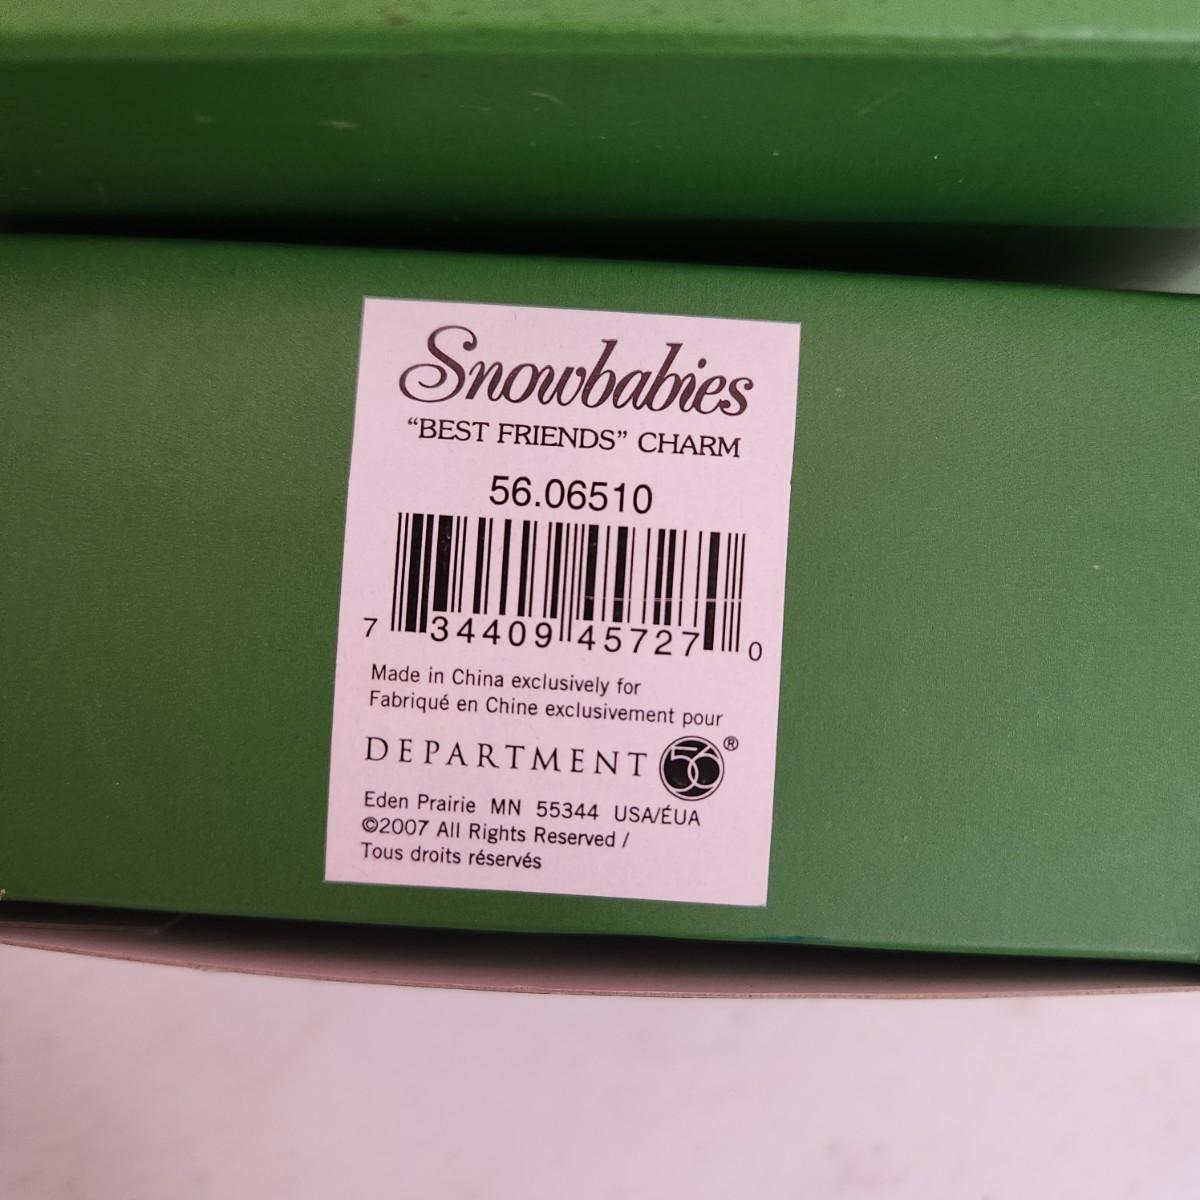 Snowbabies
“BEST FRIENDS” CHARM
56.06510
7 34409 45727 0
Made in China exclusively for
Fabriqué en Chine exclusivement pour
DEPARTMENT 56®
Eden Prairie MN 55344 USA/ÉUA
©2007 All Rights Reserved /
Tous droits réservés